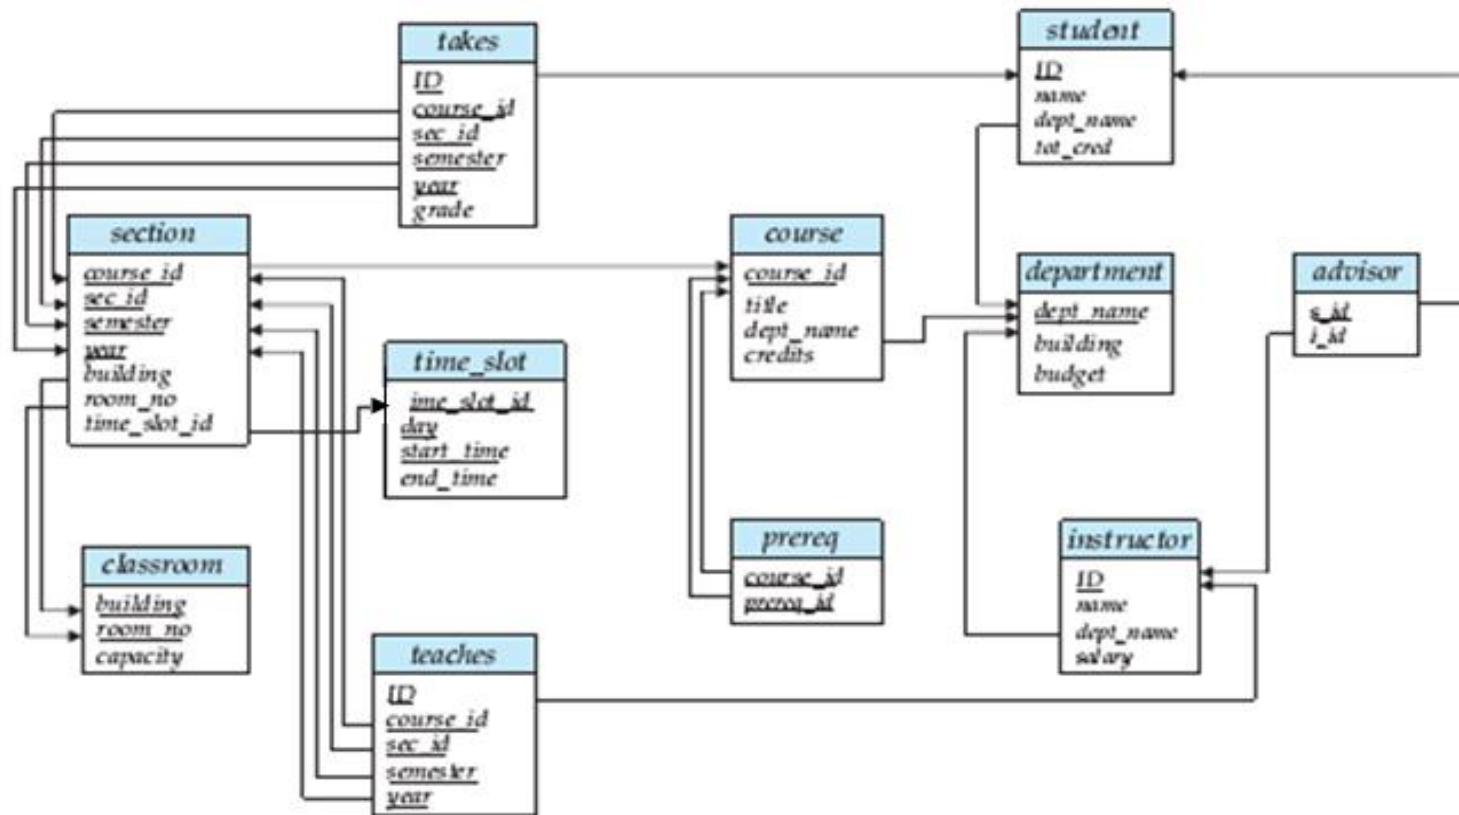 takes
ID
course_id
sec_id
semester
year
grade
student
ID
name
dept_name
tot_cred
section
course_id
sec_id
semester
year
building
room_no
time_slot_id
course
course_id
title
dept_name
credits
department
dept_name
building
budget
advisor
s_id
i_id
time_slot
ime_slot_id
day
start_time
end_time
classroom
building
room_no
capacity
prereq
course_id
prereq_id
instructor
ID
name
dept_name
salary
teaches
ID
course_id
sec_id
semester
year